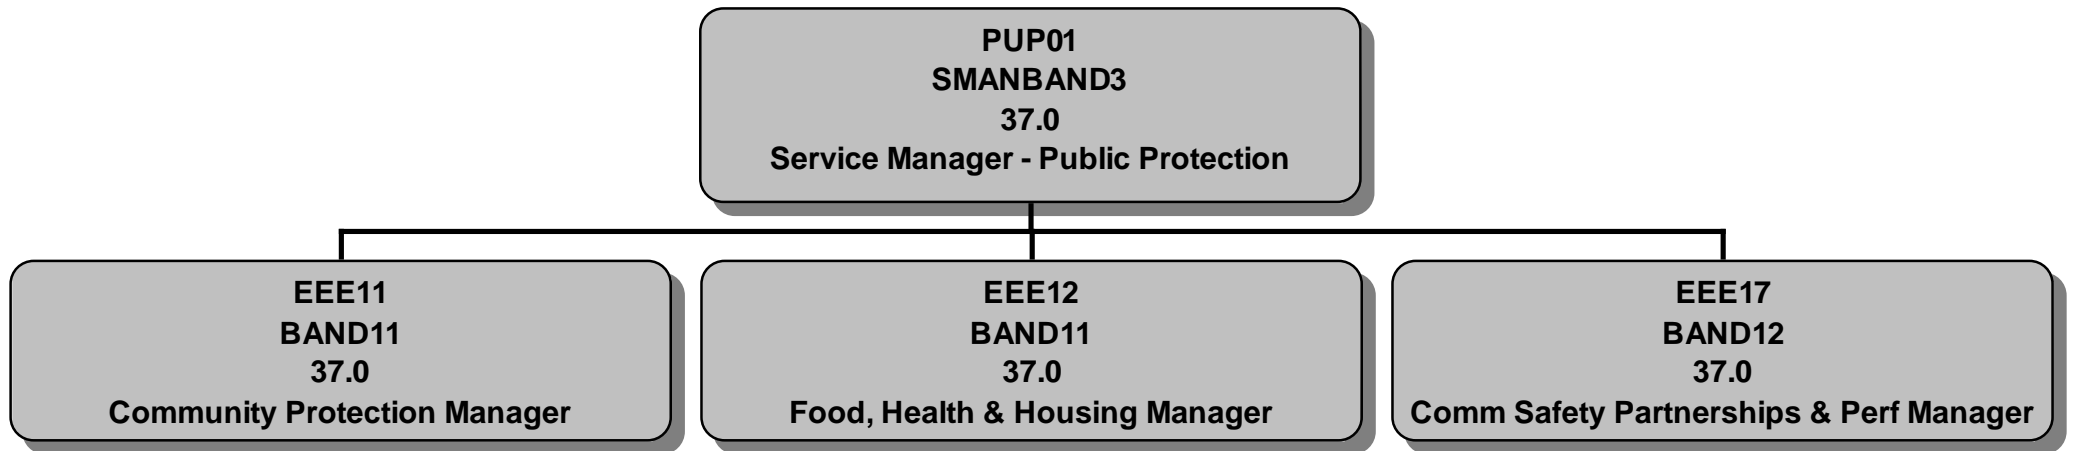 PUP01
SMANBAND3
37.0
Service Manager - Public Protection
EEE11
BAND11
37.0
Community Protection Manager
EEE12
BAND11
37.0
Food, Health & Housing Manager
EEE17
BAND12
37.0
Comm Safety Partnerships & Perf Manager